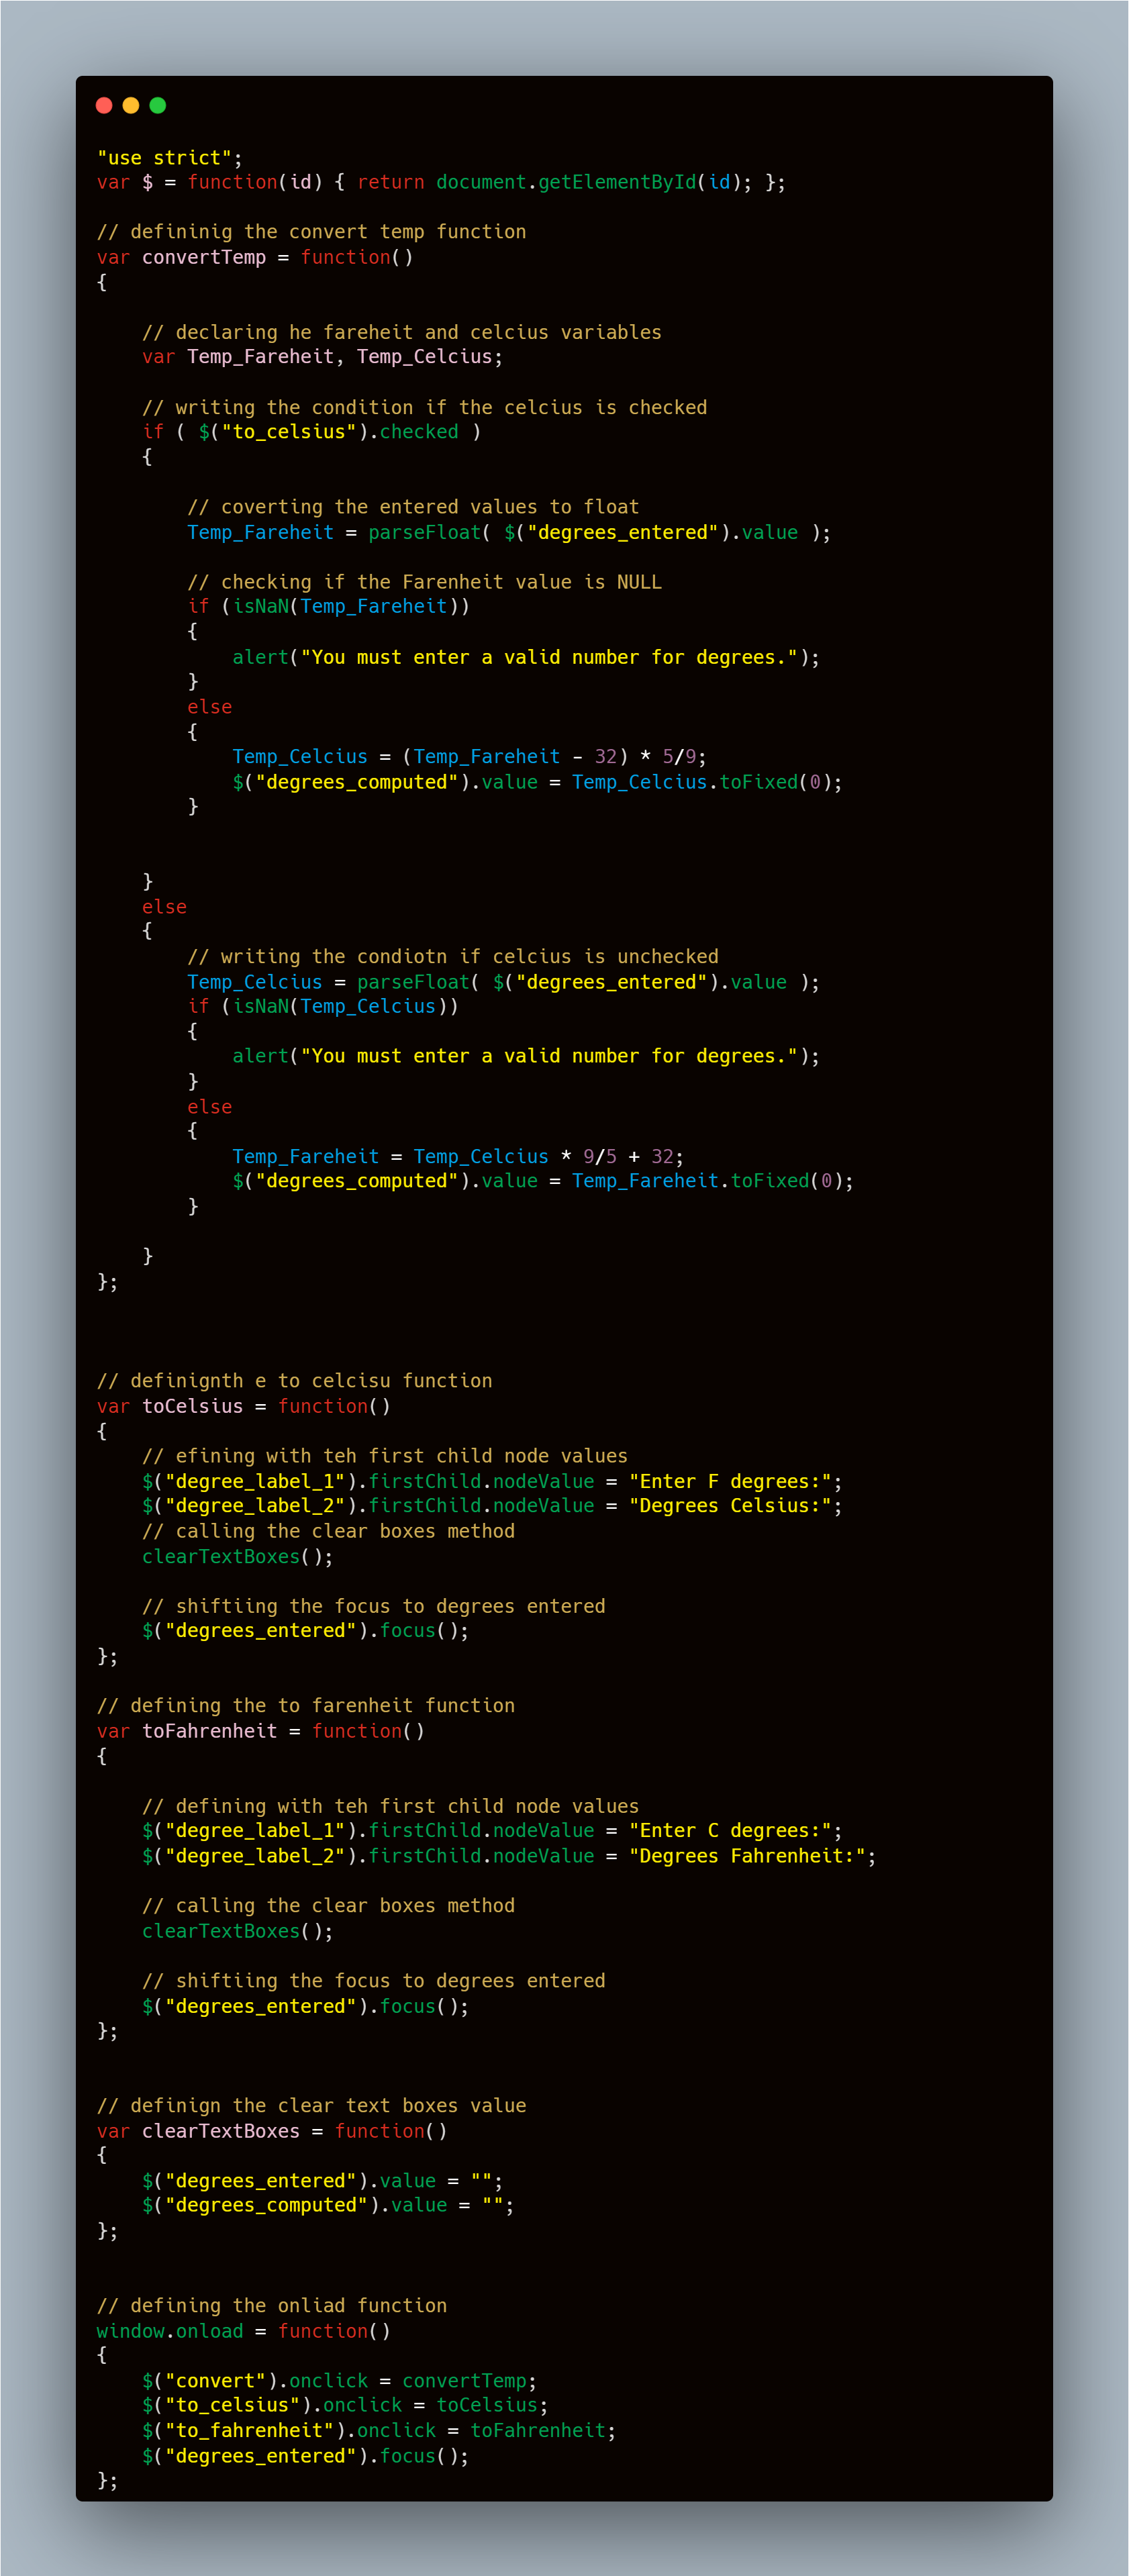 "use strict";
var $ = function(id) { return document.getElementById(id); };
// defininig the convert temp function
var convertTemp = function()
{
// declaring he fareheit and celcius variables
var Temp_Fareheit, Temp_Celcius;
// writing the condition if the celcius is checked
if ( $("to_celsius").checked )
{
// coverting the entered values to float
Temp_Fareheit = parseFloat( $("degrees_entered").value );
// checking if the Farenheit value is NULL
if (isNaN(Temp_Fareheit))
{
alert("You must enter a valid number for degrees.");
}
else
{
Temp_Celcius = (Temp_Fareheit - 32) * 5/9;
$("degrees_computed").value = Temp_Celcius.toFixed(0);
}
}
else
{
// writing the condiotn if celcius is unchecked
Temp_Celcius = parseFloat( $("degrees_entered").value );
if (isNaN(Temp_Celcius))
{
alert("You must enter a valid number for degrees.");
}
else
{
Temp_Fareheit = Temp_Celcius * 9/5 + 32;
$("degrees_computed").value = Temp_Fareheit.toFixed(0);
}
}
};
// definignth e to celcisu function
var toCelsius = function()
{
// efining with teh first child node values
$("degree_label_1").firstChild.nodeValue = "Enter F degrees:";
$("degree_label_2").firstChild.nodeValue = "Degrees Celsius:";
// calling the clear boxes method
clearTextBoxes();
// shiftiing the focus to degrees entered
$("degrees_entered").focus();
};
// defining the to farenheit function
var toFahrenheit = function()
{
// defining with teh first child node values
$("degree_label_1").firstChild.nodeValue = "Enter C degrees:";
$("degree_label_2").firstChild.nodeValue = "Degrees Fahrenheit:";
// calling the clear boxes method
clearTextBoxes();
// shiftiing the focus to degrees entered
$("degrees_entered").focus();
};
// definign the clear text boxes value
var clearTextBoxes = function()
{
$("degrees_entered").value = "";
$("degrees_computed").value = "";
};
// defining the onliad function
window.onload = function()
{
$("convert").onclick = convertTemp;
$("to_celsius").onclick = toCelsius;
$("to_fahrenheit").onclick = toFahrenheit;
$("degrees_entered").focus();
};